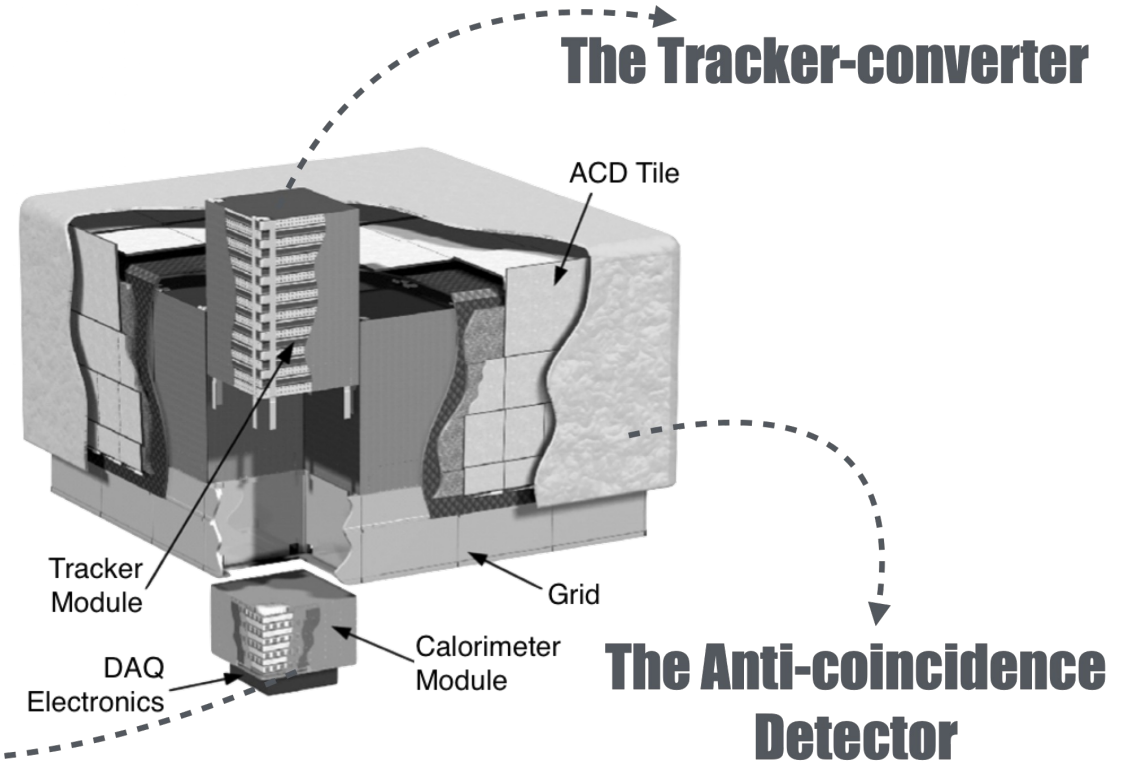 The Tracker-converter
ACD Tile
Tracker
Module
Grid
Calorimeter
Module
DAQ
Electronics
The Anti-coincidence
Detector